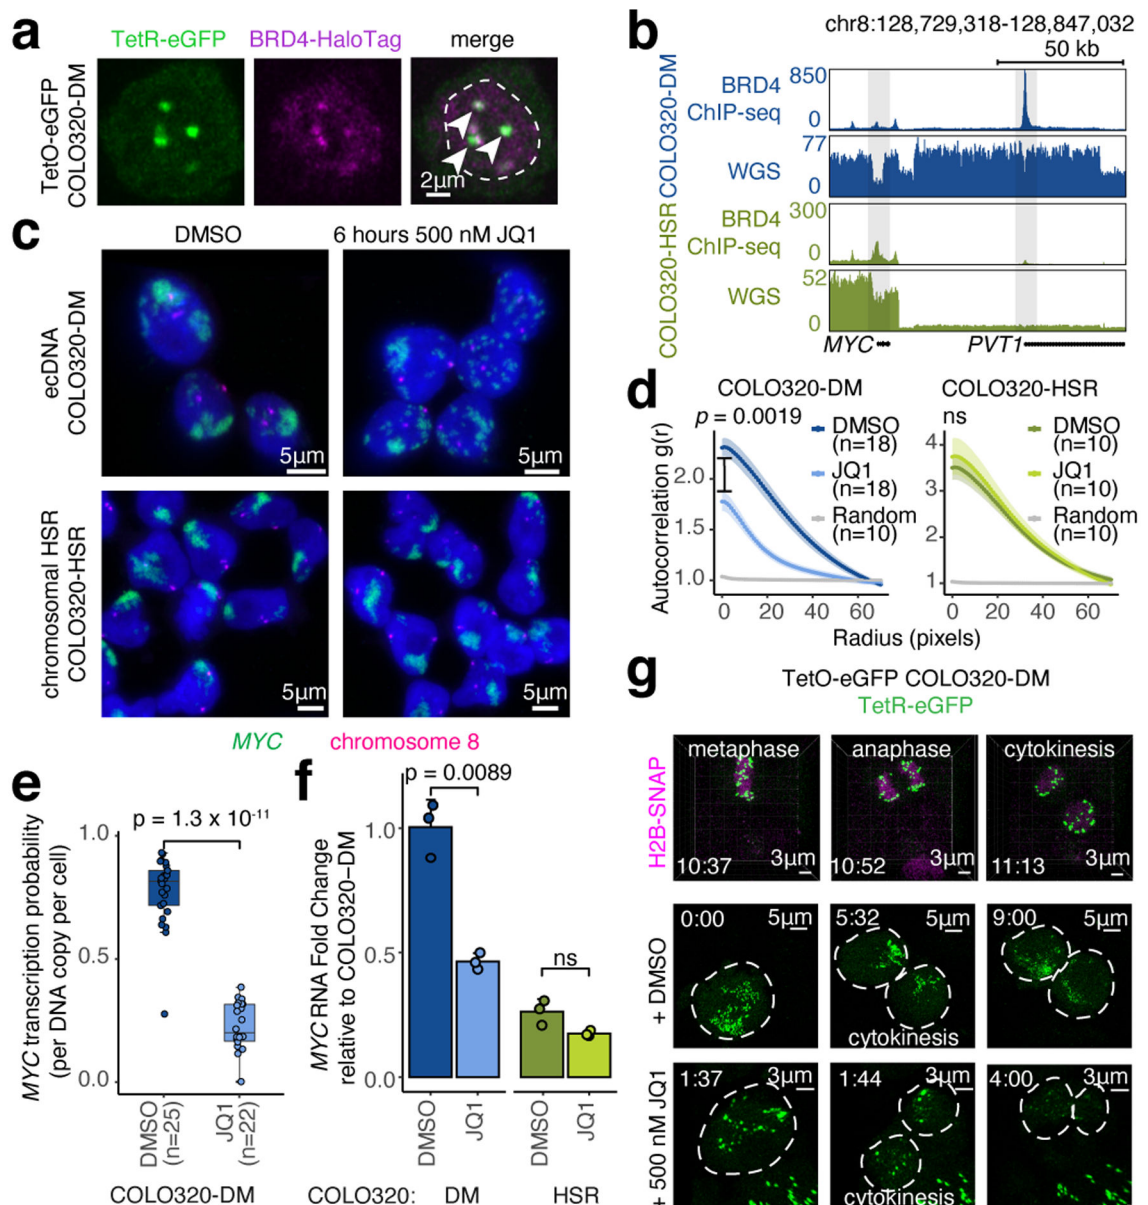 a
TetR-eGFP
BRD4-HaloTag
merge
TetO-eGFP
COLO320-DM
2µm
b
chr8:128,729,318-128,847,032
50 kb
COLO320-DM
BRD4
ChIP-seq
850
0
WGS
77
0
COLO320-HSR
BRD4
ChIP-seq
300
0
WGS
52
0
MYC
PVT1
c
DMSO
6 hours 500 nM JQ1
ecDNA
COLO320-DM
5µm
5µm
chromosomal HSR
COLO320-HSR
5µm
5µm
MYC
chromosome 8
d
COLO320-DM
p = 0.0019
DMSO
(n=18)
JQ1
(n=18)
Random
(n=10)
Autocorrelation g(r)
2.0
1.5
1.0
0
20
40
60
COLO320-HSR
ns
DMSO
(n=10)
JQ1
(n=10)
Random
(n=10)
4
3
2
1
0
20
40
60
Radius (pixels)
e
p = 1.3 x 10-11
MYC transcription probability
(per DNA copy per cell)
1.0
0.5
0.0
DMSO
(n=25)
JQ1
(n=22)
COLO320-DM
f
p = 0.0089
ns
MYC RNA Fold Change
relative to COLO320–DM
1.0
0.5
0.0
DMSO
JQ1
DMSO
JQ1
COLO320:
DM
HSR
g
TetO-eGFP COLO320-DM
TetR-eGFP
H2B-SNAP
metaphase
10:37
3µm
anaphase
10:52
3µm
cytokinesis
11:13
3µm
+ DMSO
0:00
5µm
5:32
5µm
cytokinesis
9:00
5µm
+ 500 nM JQ1
1:37
3µm
1:44
3µm
cytokinesis
4:00
3µm